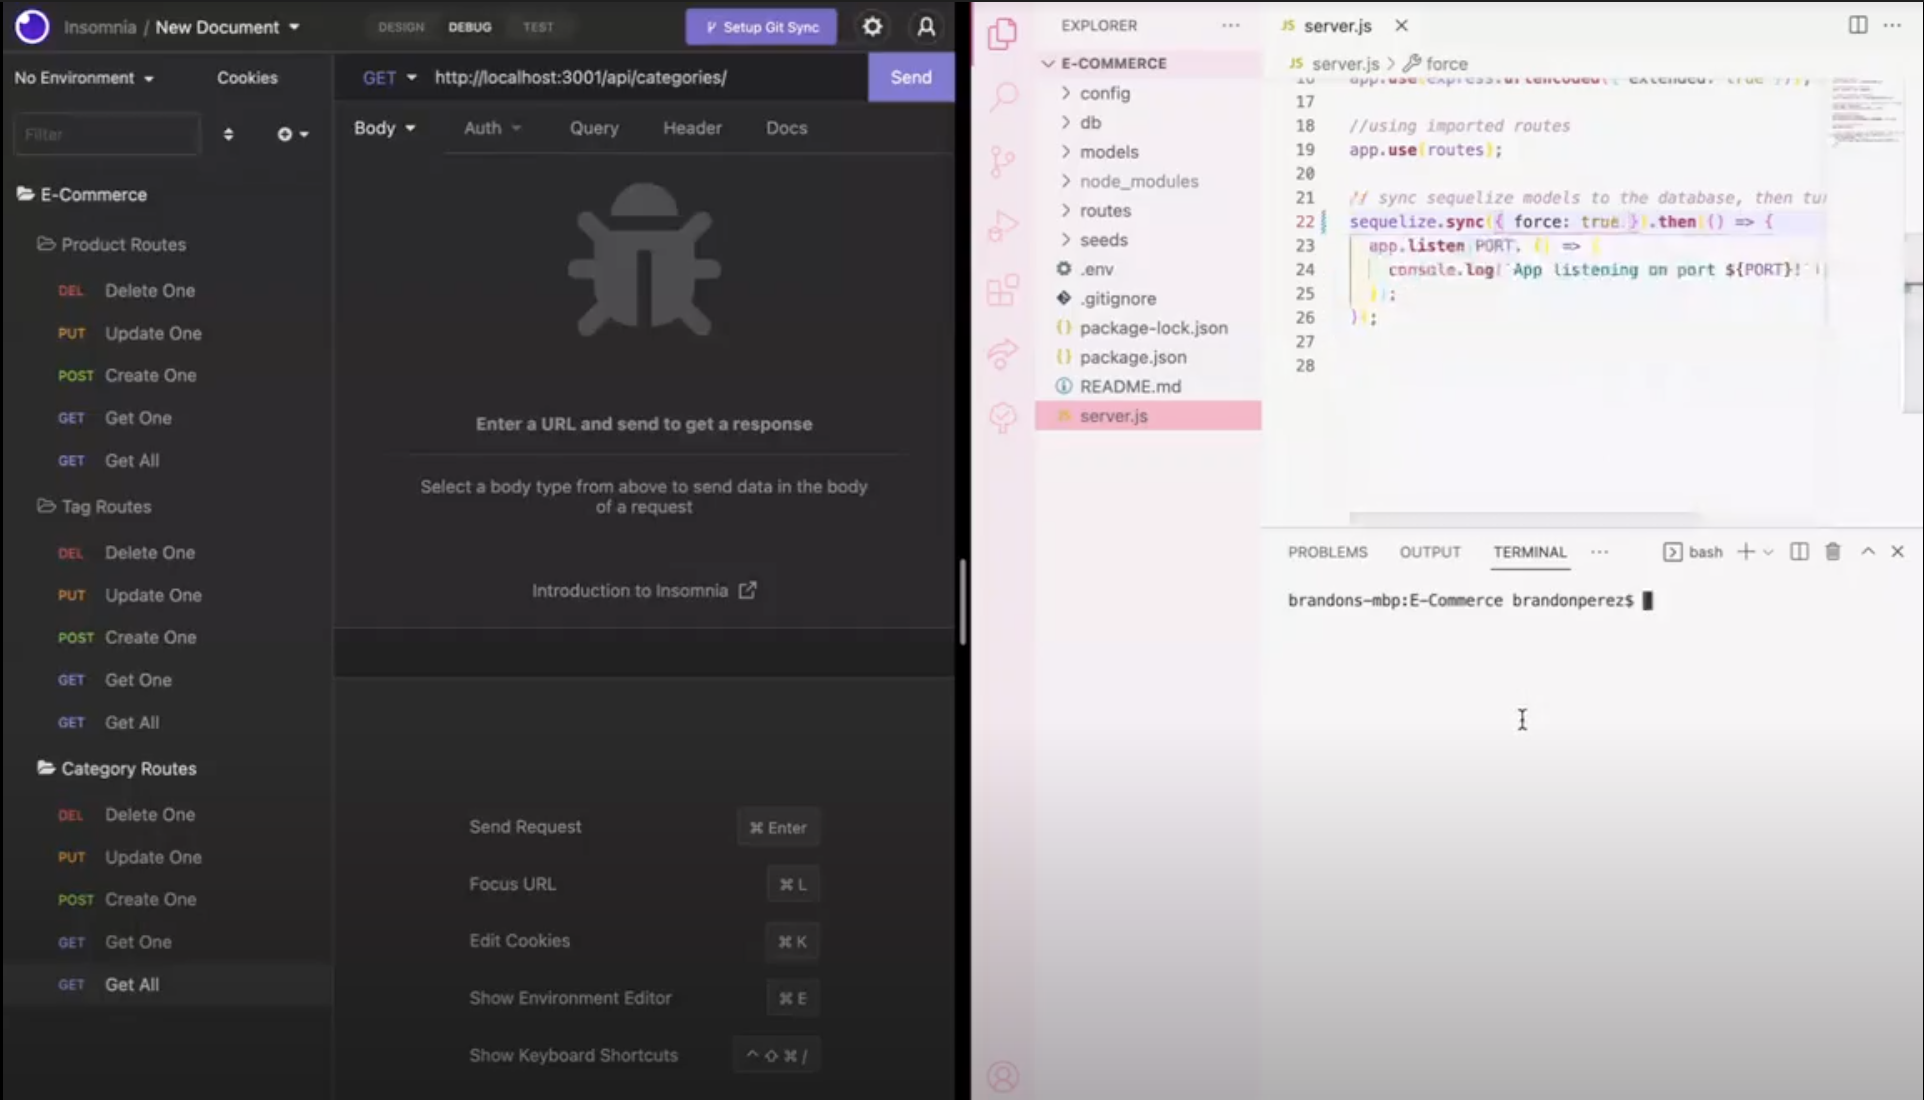 Insomnia / New Document
DESIGN DEBUG TEST
Setup Git Sync
No Environment
Cookies
GET http://localhost:3001/api/categories/
Send
Filter
Body Auth Query Header Docs
E-Commerce
Product Routes
DEL Delete One
PUT Update One
POST Create One
GET Get One
GET Get All
Tag Routes
DEL Delete One
PUT Update One
POST Create One
GET Get One
GET Get All
Category Routes
DEL Delete One
PUT Update One
POST Create One
GET Get One
GET Get All
Enter a URL and send to get a response
Select a body type from above to send data in the body
of a request
Introduction to Insomnia
Send Request ⌘ Enter
Focus URL ⌘ L
Edit Cookies ⌘ K
Show Environment Editor ⌘ E
Show Keyboard Shortcuts ^ ⇧ ⌘ /
EXPLORER ···
E-COMMERCE
config
db
models
node_modules
routes
seeds
.env
.gitignore
{} package-lock.json
{} package.json
README.md
JS server.js
JS server.js
JS server.js > force
16 app.use(express.urlencoded({ extended: true }));
17
18 //using imported routes
19 app.use(routes);
20
21 // sync sequelize models to the database, then tur
22 sequelize.sync({ force: true }).then(() => {
23 app.listen(PORT, () => {
24 console.log(`App listening on port ${PORT}!`)
25 });
26 });
27
28
PROBLEMS OUTPUT TERMINAL ··· bash
brandons-mbp:E-Commerce brandonperez$